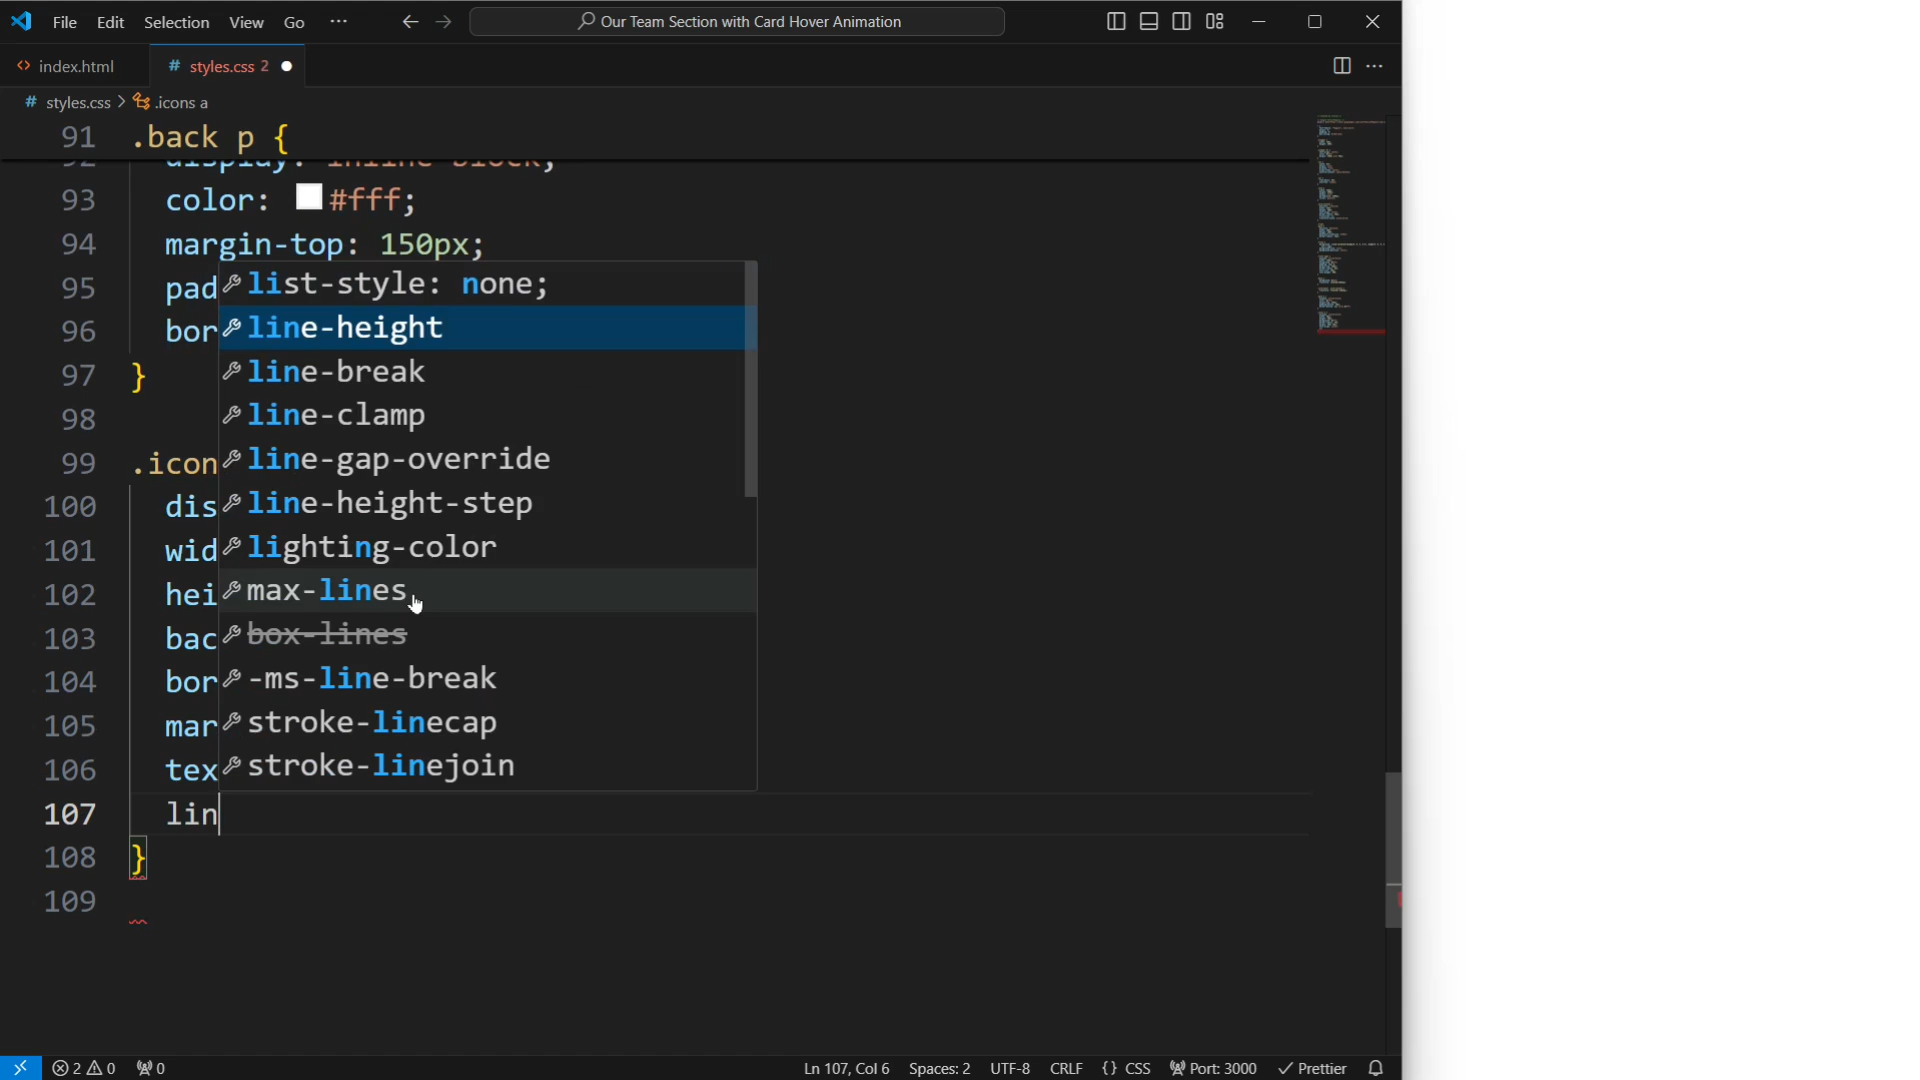 File Edit Selection View Go ··· Our Team Section with Card Hover Animation
index.html # styles.css 2
# styles.css > .icons a
91 .back p {
92 display: inline-block;
93 color: #fff;
94 margin-top: 150px;
95 pad
96 bor
97 }
98
99 .icon
100 dis
101 wid
102 hei
103 bac
104 bor
105 mar
106 tex
107 lin
108 }
109
list-style: none;
line-height
line-break
line-clamp
line-gap-override
line-height-step
lighting-color
max-lines
box-lines
-ms-line-break
stroke-linecap
stroke-linejoin
2 0 0 Ln 107, Col 6 Spaces: 2 UTF-8 CRLF {} CSS Port: 3000 Prettier